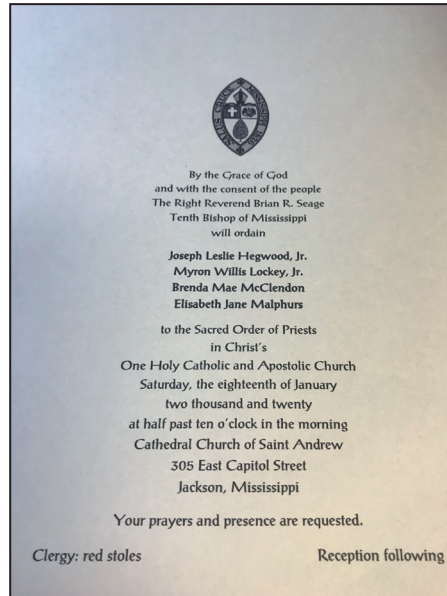 By the Grace of God
and with the consent of the people
The Right Reverend Brian R. Seage
Tenth Bishop of Mississippi
will ordain
Joseph Leslie Hegwood, Jr.
Myron Willis Lockey, Jr.
Brenda Mae McClendon
Elisabeth Jane Malphurs
to the Sacred Order of Priests
in Christ's
One Holy Catholic and Apostolic Church
Saturday, the eighteenth of January
two thousand and twenty
at half past ten o'clock in the morning
Cathedral Church of Saint Andrew
305 East Capitol Street
Jackson, Mississippi
Your prayers and presence are requested.
Clergy: red stoles
Reception following